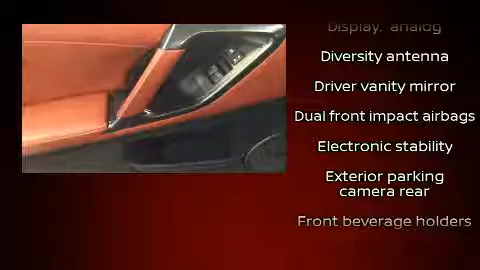 Display: analog
Diversity antenna
Driver vanity mirror
Dual front impact airbags
Electronic stability
Exterior parking
camera rear
Front beverage holders